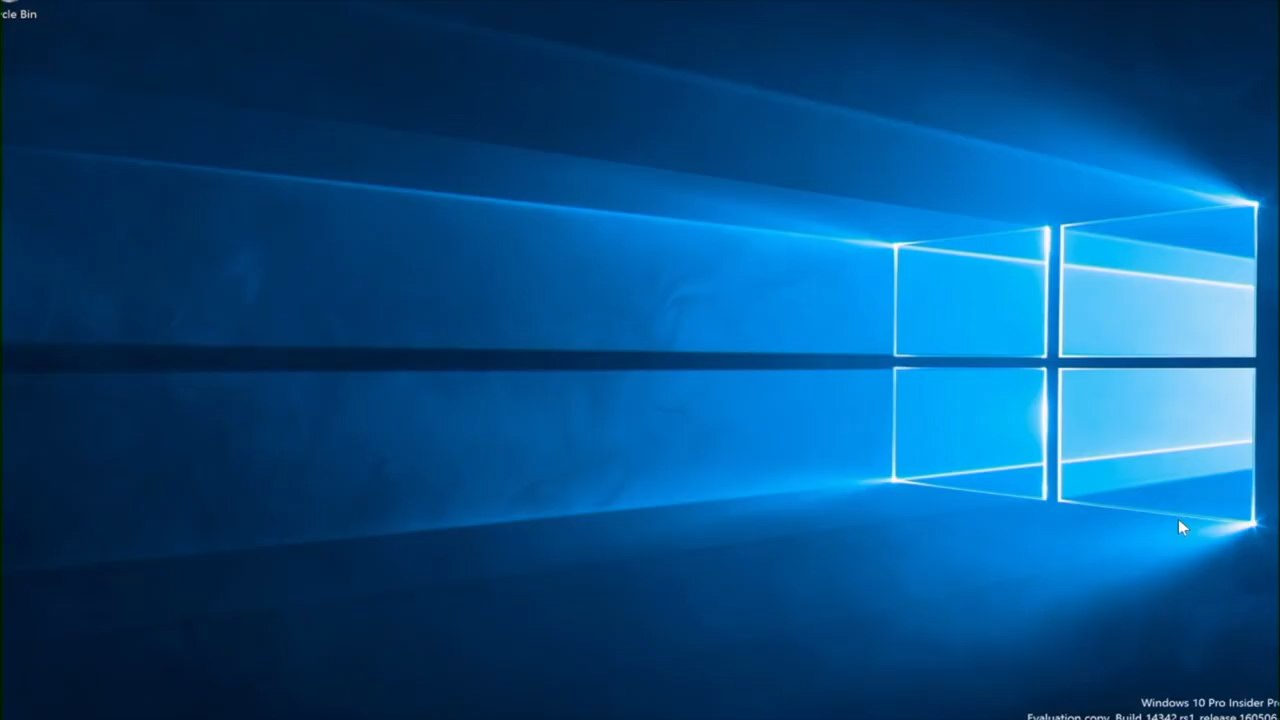 cle Bin
Windows 10 Pro Insider Pr
Evaluation copy. Build 14342.rs1_release.160506